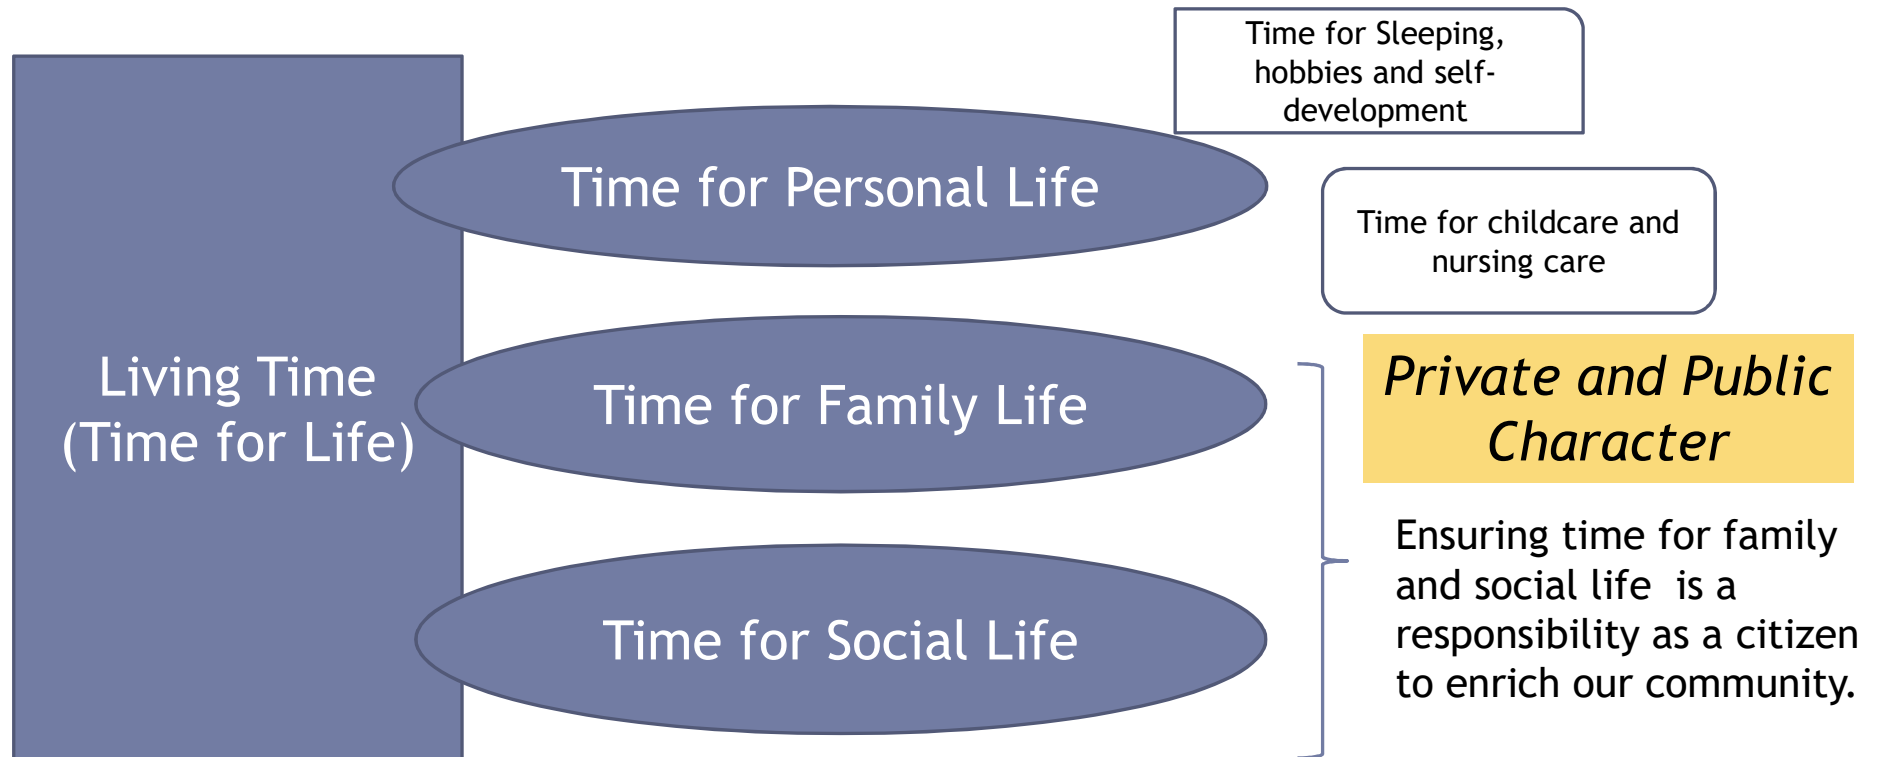 Time for Sleeping,
hobbies and self-
development
Time for Personal Life
Time for childcare and
nursing care
Living Time
(Time for Life)
Time for Family Life
Private and Public
Character
Ensuring time for family
and social life  is a
responsibility as a citizen
to enrich our community.
Time for Social Life